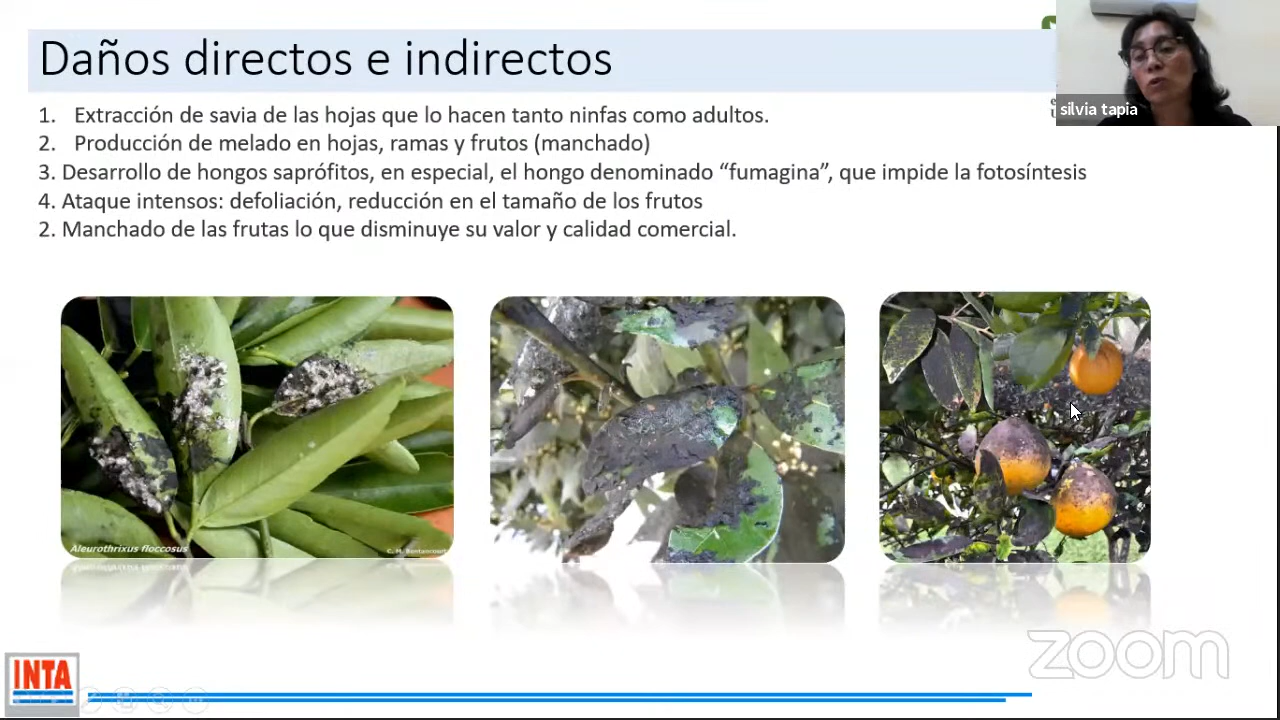 Daños directos e indirectos
silvia tapia
1. Extracción de savia de las hojas que lo hacen tanto ninfas como adultos.
2. Producción de melado en hojas, ramas y frutos (manchado)
3. Desarrollo de hongos saprófitos, en especial, el hongo denominado “fumagina”, que impide la fotosíntesis
4. Ataque intensos: defoliación, reducción en el tamaño de los frutos
2. Manchado de las frutas lo que disminuye su valor y calidad comercial.
Aleurothrixus floccosus
C. M. Bentancourt
zoom
INTA